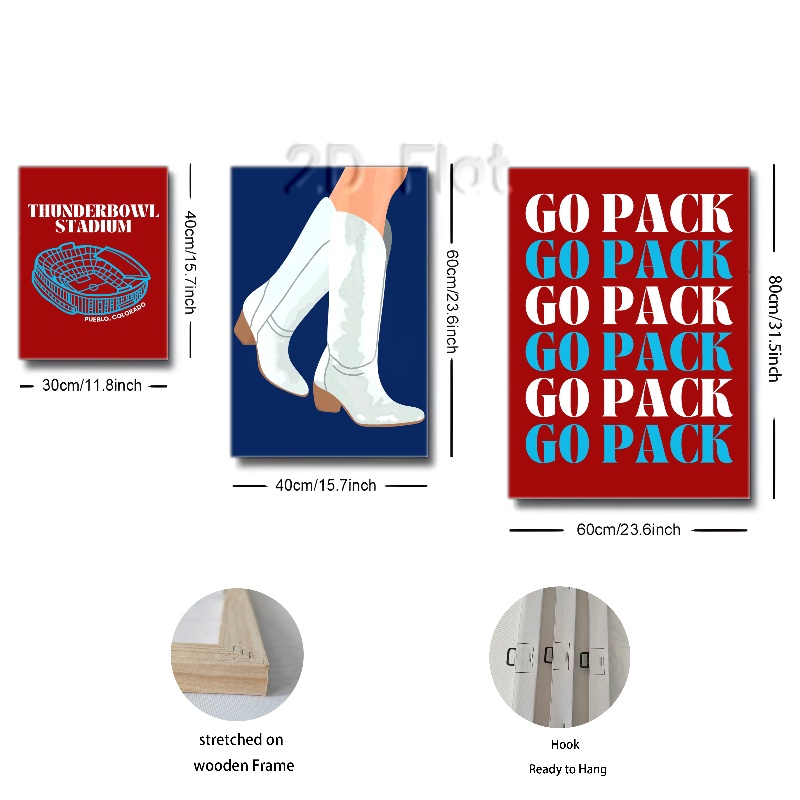 2D Flat
THUNDERBOWL
STADIUM
PUEBLO, COLORADO
40cm/15.7inch
30cm/11.8inch
60cm/23.6inch
40cm/15.7inch
GO PACK
GO PACK
GO PACK
GO PACK
GO PACK
GO PACK
80cm/31.5inch
60cm/23.6inch
stretched on
wooden Frame
Hook
Ready to Hang